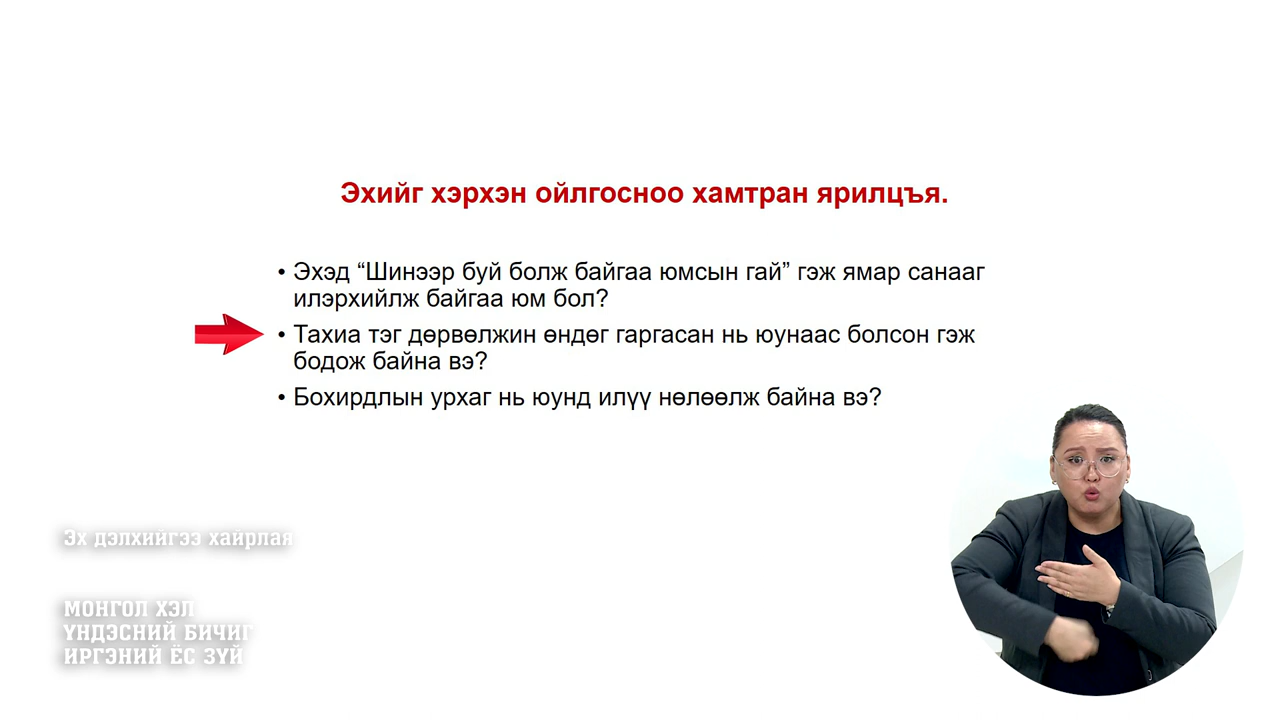 Эхийг хэрхэн ойлгосноо хамтран ярилцъя.
• Эхэд “Шинээр буй болж байгаа юмсын гай” гэж ямар санааг
илэрхийлж байгаа юм бол?
• Тахиа тэг дөрвөлжин өндөг гаргасан нь юунаас болсон гэж
бодож байна вэ?
• Бохирдлын урхаг нь юунд илүү нөлөөлж байна вэ?
Эх дэлхийгээ хайрлая
МОНГОЛ ХЭЛ
ҮНДЭСНИЙ БИЧИГ
ИРГЭНИЙ ЁС ЗҮЙ